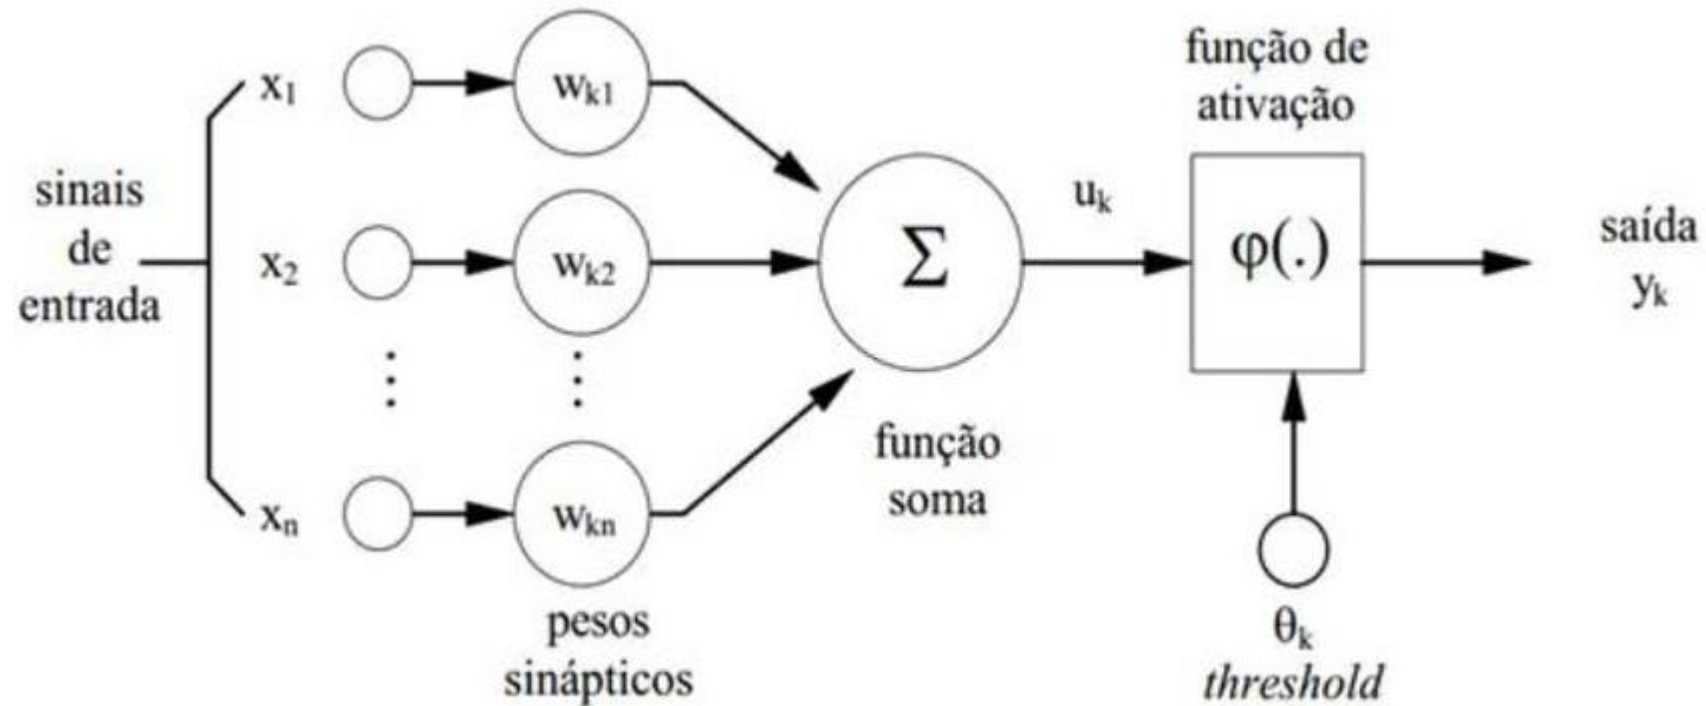 sinais
de
entrada
x₁
x₂
xₙ
wₖ₁
wₖ₂
wₖₙ
pesos
sinápticos
Σ
função
soma
uₖ
função de
ativação
φ(.)
θₖ
threshold
saída
yₖ